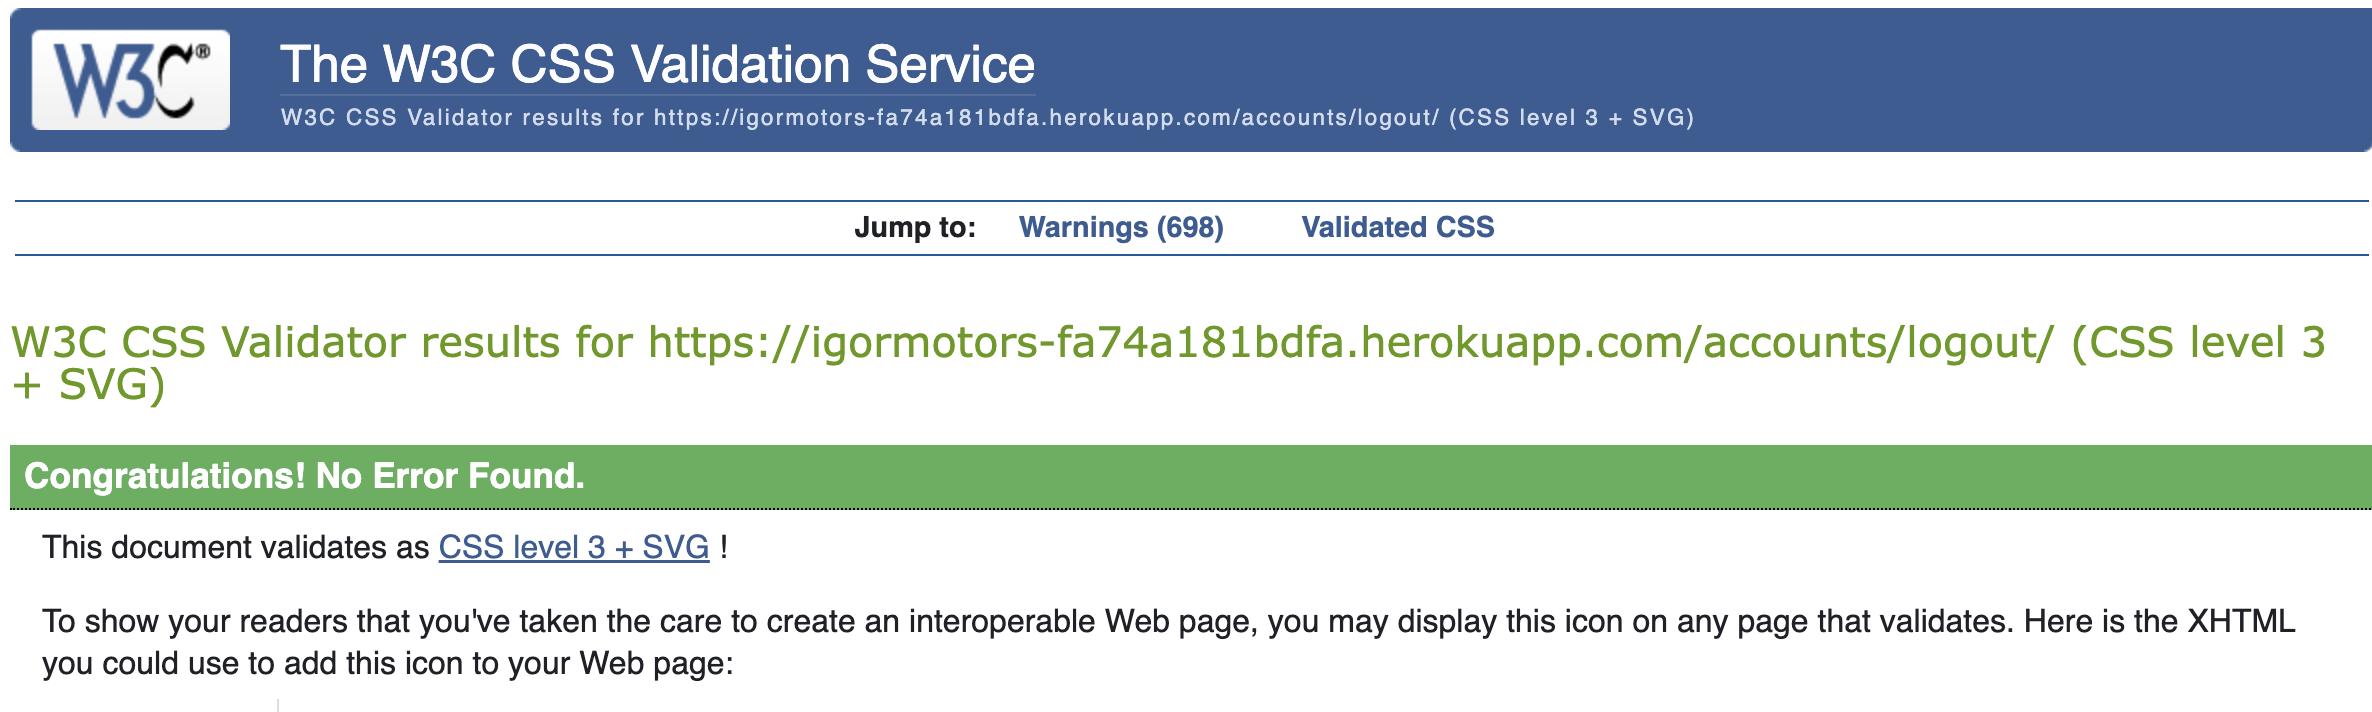 W3C®
The W3C CSS Validation Service
W3C CSS Validator results for https://igormotors-fa74a181bdfa.herokuapp.com/accounts/logout/ (CSS level 3 + SVG)
Jump to: Warnings (698) Validated CSS
W3C CSS Validator results for https://igormotors-fa74a181bdfa.herokuapp.com/accounts/logout/ (CSS level 3
+ SVG)
Congratulations! No Error Found.
This document validates as CSS level 3 + SVG !
To show your readers that you've taken the care to create an interoperable Web page, you may display this icon on any page that validates. Here is the XHTML
you could use to add this icon to your Web page: